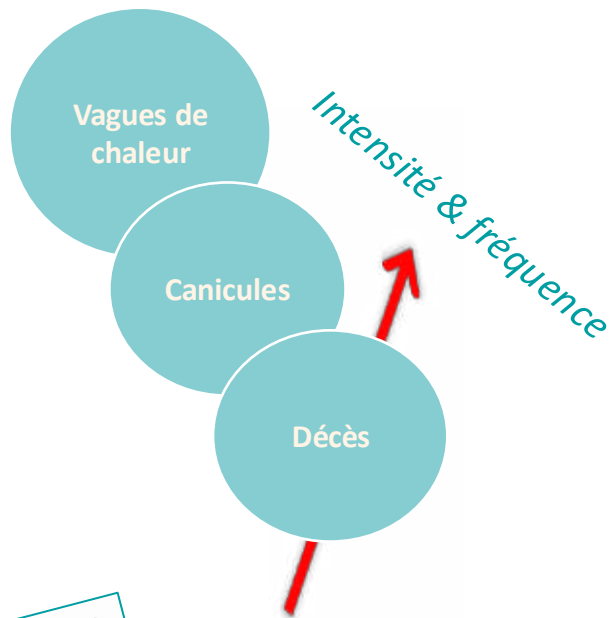 Vagues de
chaleur
Intensité & fréquence
Canicules
Décès